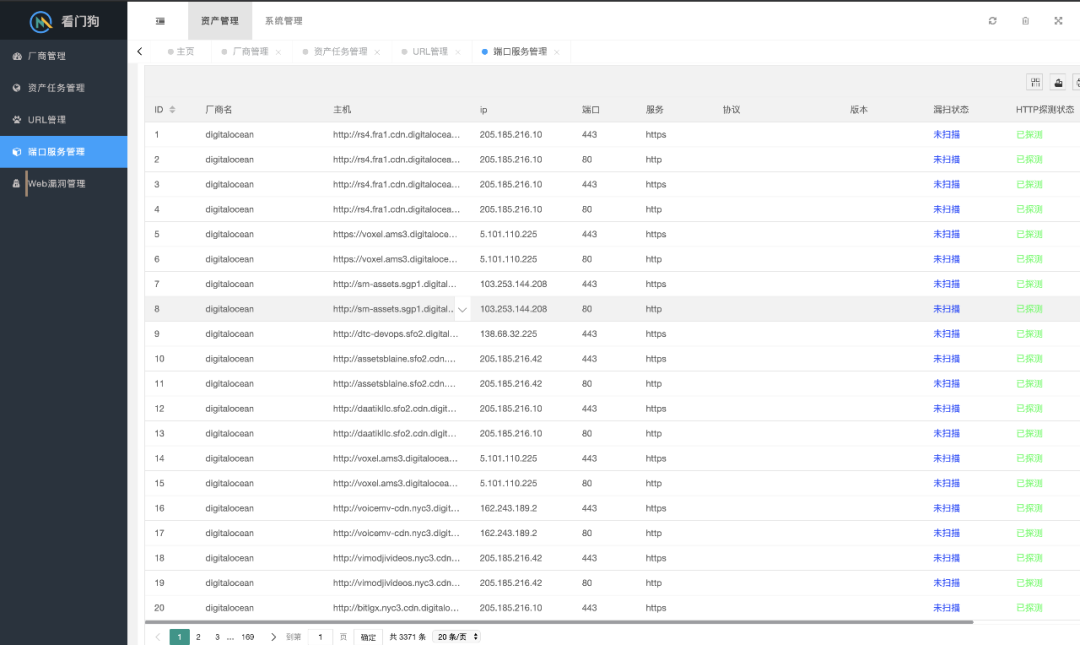 看门狗
资产管理 系统管理
厂商管理
资产任务管理
URL管理
端口服务管理
Web漏洞管理
主页 厂商管理 资产任务管理 URL管理 端口服务管理
ID 厂商名 主机 ip 端口 服务 协议 版本 漏扫状态 HTTP探测状态
1 digitalocean http://rs4.fra1.cdn.digitalocea... 205.185.216.10 443 https 未扫描 已探测
2 digitalocean http://rs4.fra1.cdn.digitalocea... 205.185.216.10 80 http 未扫描 已探测
3 digitalocean http://rs4.fra1.cdn.digitalocea... 205.185.216.10 443 https 未扫描 已探测
4 digitalocean http://rs4.fra1.cdn.digitalocea... 205.185.216.10 80 http 未扫描 已探测
5 digitalocean https://voxel.ams3.digitaloce... 5.101.110.225 443 https 未扫描 已探测
6 digitalocean https://voxel.ams3.digitaloce... 5.101.110.225 80 http 未扫描 已探测
7 digitalocean http://sm-assets.sgp1.digital... 103.253.144.208 443 https 未扫描 已探测
8 digitalocean http://sm-assets.sgp1.digital... 103.253.144.208 80 http 未扫描 已探测
9 digitalocean http://dtc-devops.sfo2.digital... 138.68.32.225 443 https 未扫描 已探测
10 digitalocean http://assetsblaine.sfo2.cdn.... 205.185.216.42 443 https 未扫描 已探测
11 digitalocean http://assetsblaine.sfo2.cdn.... 205.185.216.42 80 http 未扫描 已探测
12 digitalocean http://daatikllc.sfo2.cdn.digit... 205.185.216.10 443 https 未扫描 已探测
13 digitalocean http://daatikllc.sfo2.cdn.digit... 205.185.216.10 80 http 未扫描 已探测
14 digitalocean http://voxel.ams3.digitalocea... 5.101.110.225 443 https 未扫描 已探测
15 digitalocean http://voxel.ams3.digitalocea... 5.101.110.225 80 http 未扫描 已探测
16 digitalocean http://voicemv-cdn.nyc3.digit... 162.243.189.2 443 https 未扫描 已探测
17 digitalocean http://voicemv-cdn.nyc3.digit... 162.243.189.2 80 http 未扫描 已探测
18 digitalocean http://vimodjivideos.nyc3.cdn... 205.185.216.42 443 https 未扫描 已探测
19 digitalocean http://vimodjivideos.nyc3.cdn... 205.185.216.42 80 http 未扫描 已探测
20 digitalocean http://bitlgx.nyc3.cdn.digitalo... 205.185.216.10 443 https 未扫描 已探测
1 2 3 ... 169 到第 1 页 确定 共 3371 条 20 条/页